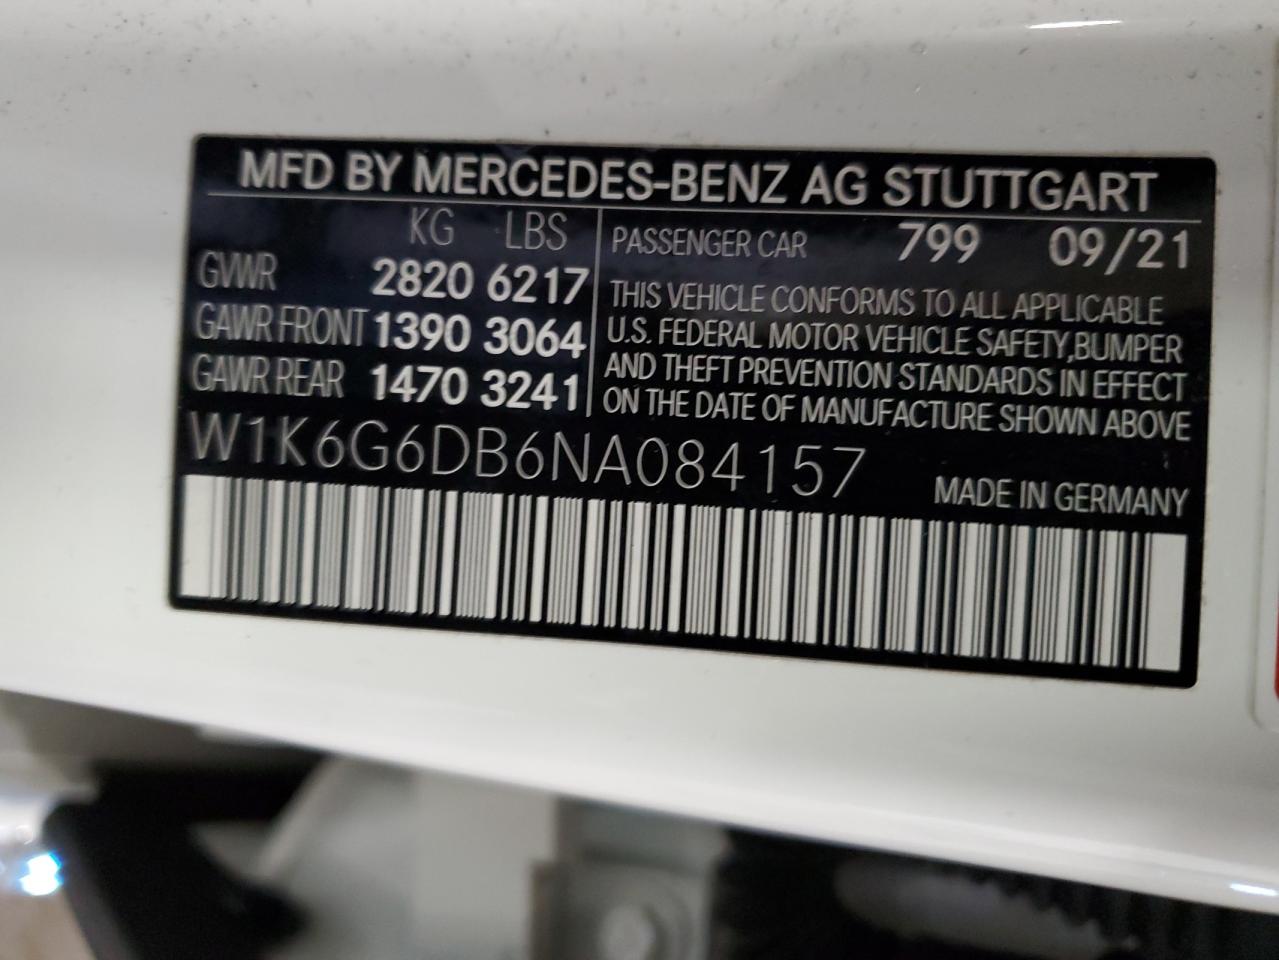 MFD BY MERCEDES-BENZ AG STUTTGART
KG LBS
GVWR 2820 6217
GAWR FRONT 1390 3064
GAWR REAR 1470 3241
PASSENGER CAR 799 09/21
THIS VEHICLE CONFORMS TO ALL APPLICABLE
U.S. FEDERAL MOTOR VEHICLE SAFETY,BUMPER
AND THEFT PREVENTION STANDARDS IN EFFECT
ON THE DATE OF MANUFACTURE SHOWN ABOVE
W1K6G6DB6NA084157
MADE IN GERMANY